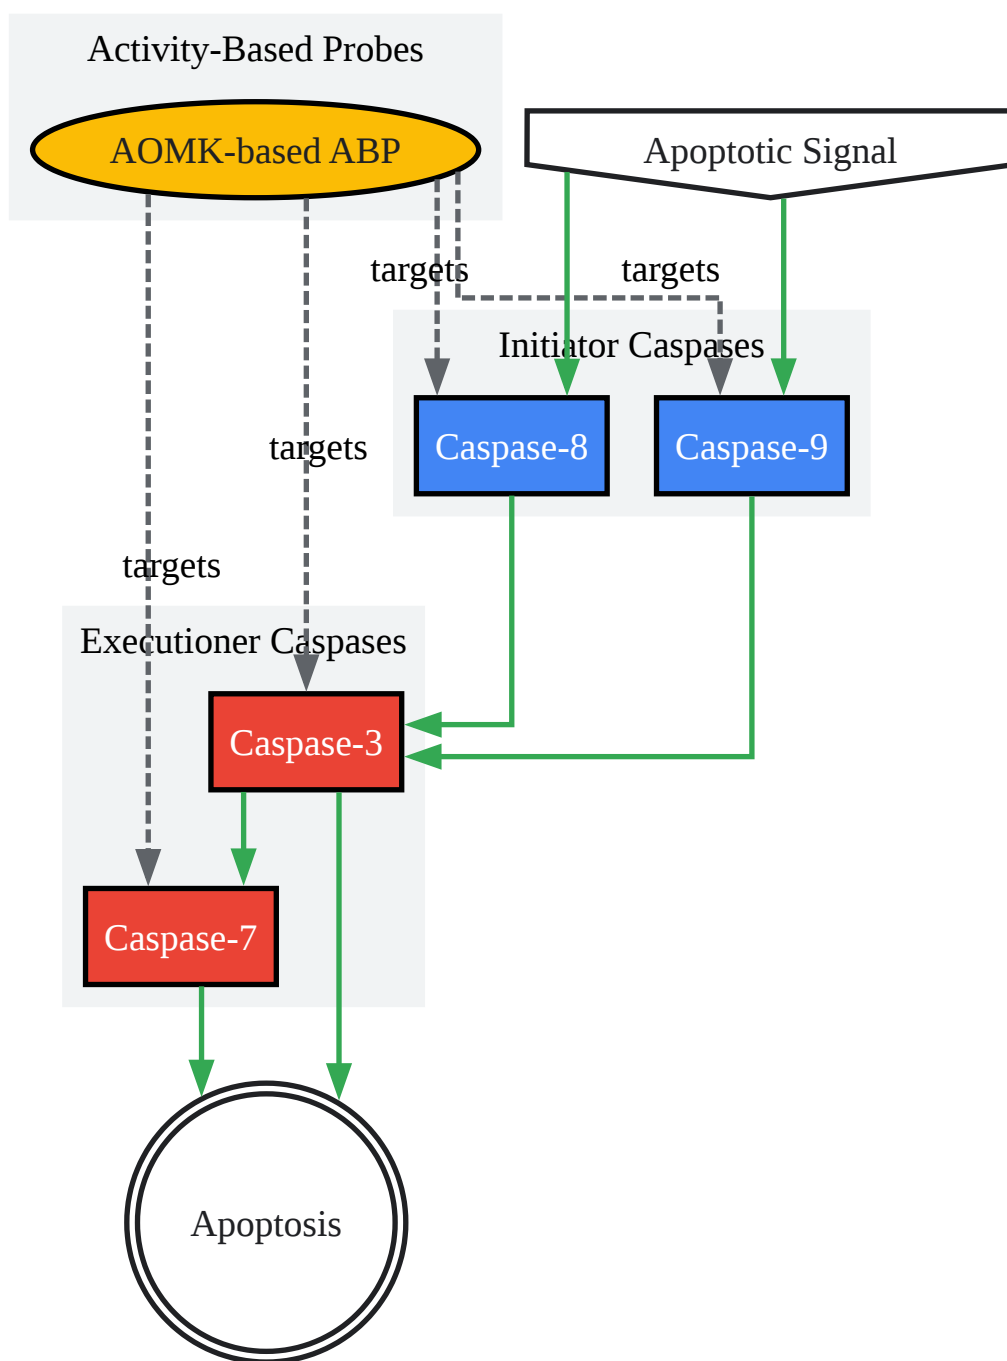 Activity-Based Probes
AOMK-based ABP
Apoptotic Signal
targets
targets
Initiator Caspases
Caspase-8
Caspase-9
targets
targets
Executioner Caspases
Caspase-3
Caspase-7
Apoptosis